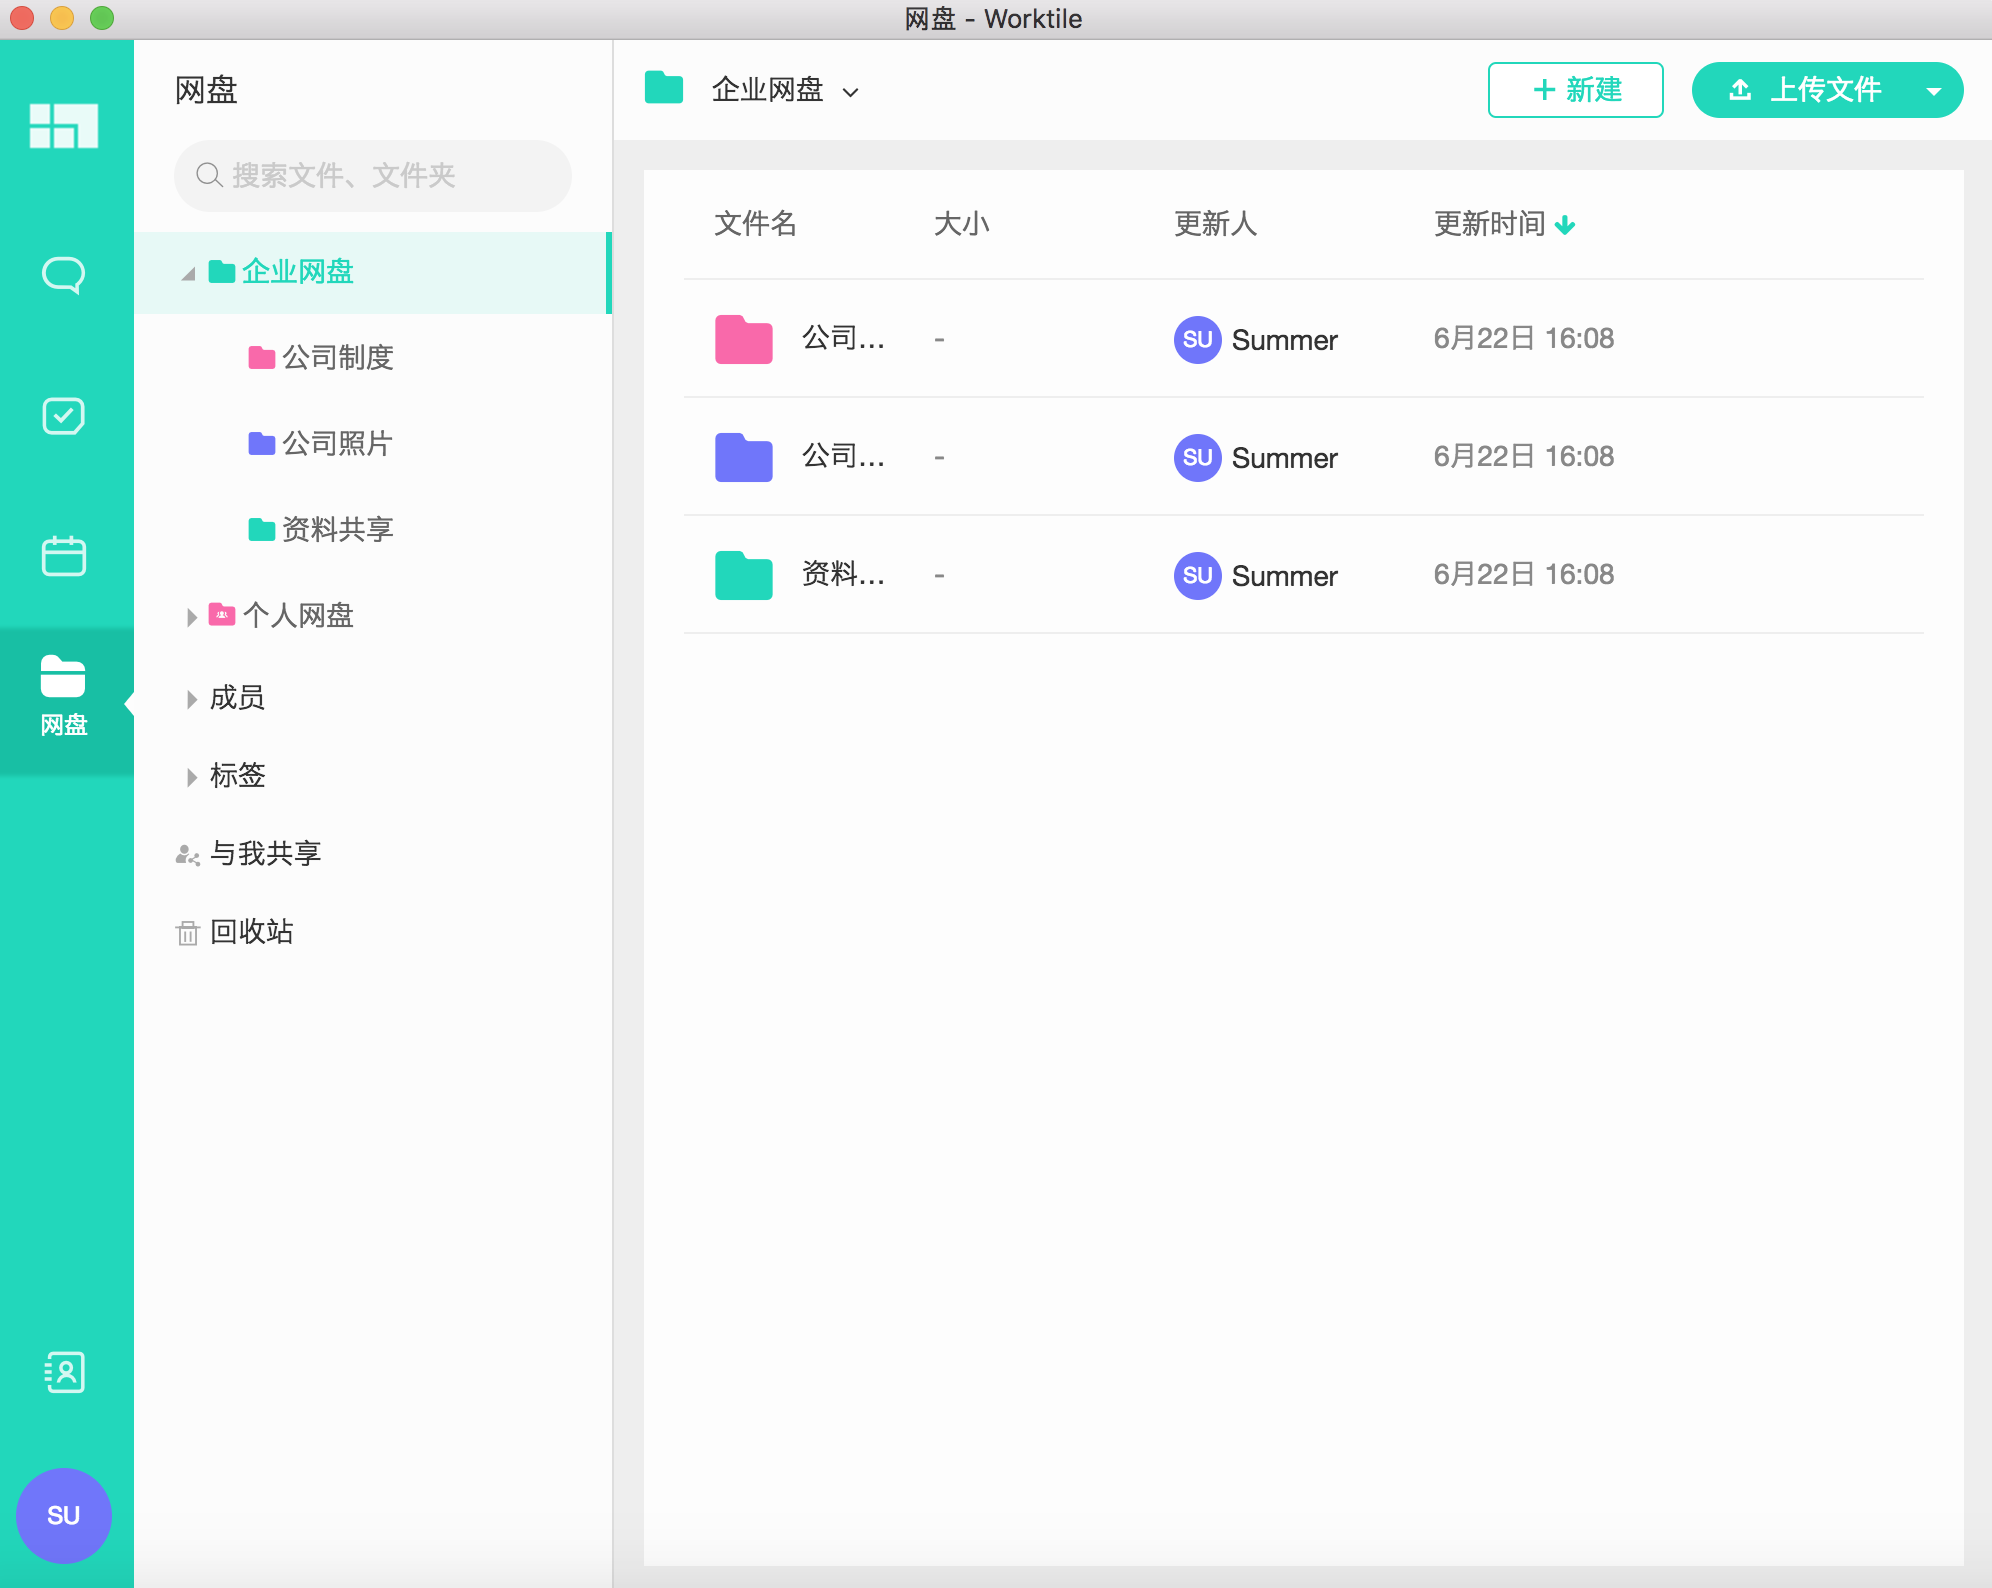 网盘 - Worktile
网盘
搜索文件、文件夹
企业网盘
公司制度
公司照片
资料共享
个人网盘
成员
标签
与我共享
回收站
网盘
SU
企业网盘
新建
上传文件
文件名 大小 更新人 更新时间
公司... - SU Summer 6月22日 16:08
公司... - SU Summer 6月22日 16:08
资料... - SU Summer 6月22日 16:08